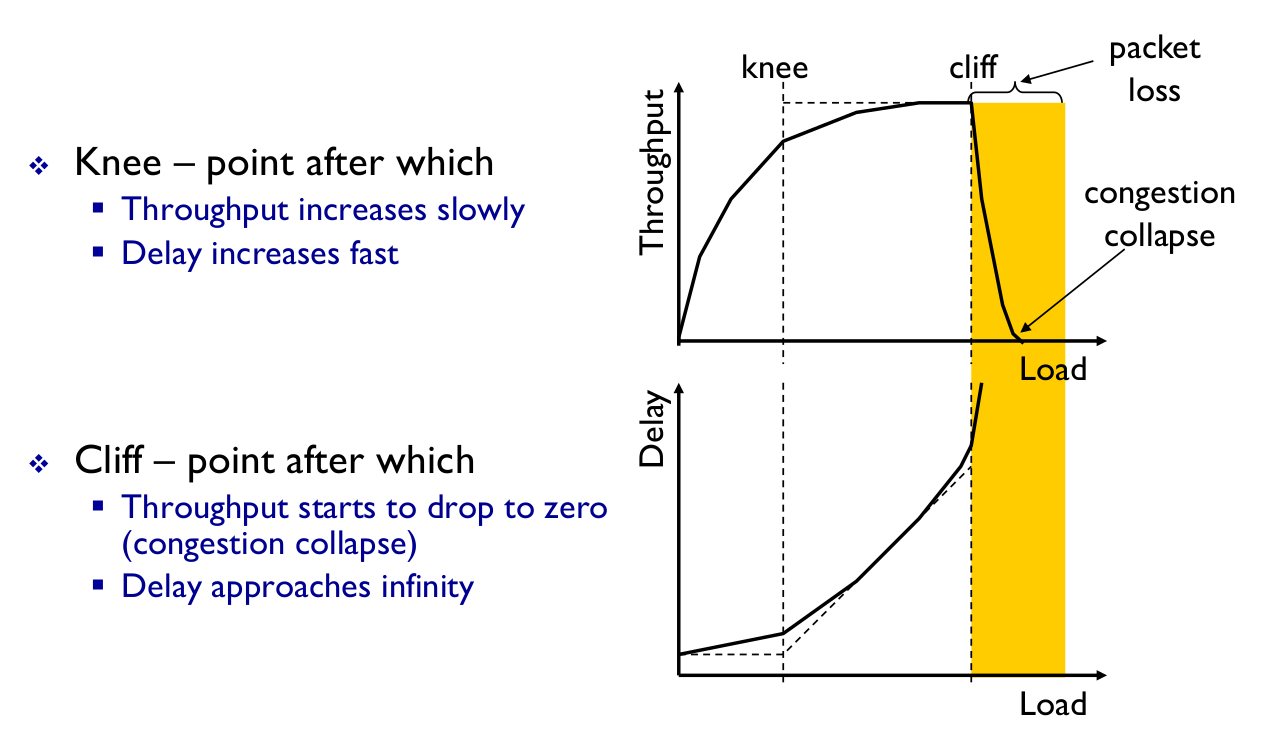 Knee – point after which
Throughput increases slowly
Delay increases fast
Cliff – point after which
Throughput starts to drop to zero
(congestion collapse)
Delay approaches infinity
knee
cliff
packet
loss
Throughput
congestion
collapse
Load
Delay
Load